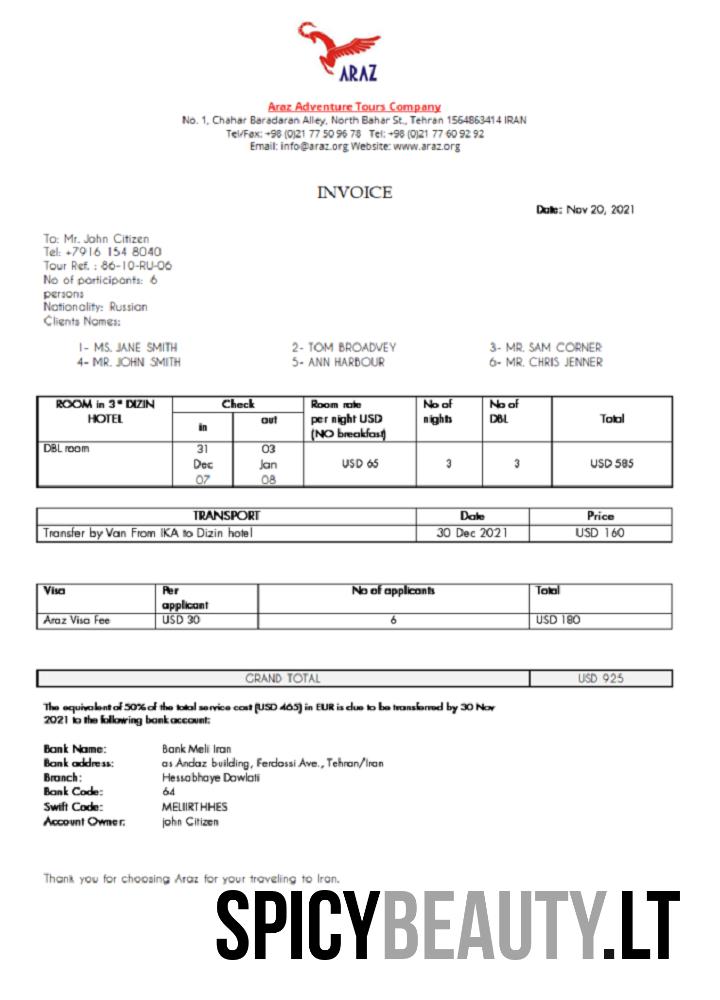 ARAZ
Araz Adventure Tours Company
No. 1, Chahar Baradaran Alley, North Bahar St., Tehran 1564863414 IRAN
Tel/Fax: +98 (0)21 77 50 96 78 Tel: +98 (0)21 77 60 92 92
Email: info@araz.org Website: www.araz.org
INVOICE
Date: Nov 20, 2021
To: Mr. John Citizen
Tel: +7916 154 8040
Tour Ref. : 86-10-RU-06
No of participants: 6
persons
Nationality: Russian
Clients Names:
1- MS. JANE SMITH 2- TOM BROADVEY 3- MR. SAM CORNER
4- MR. JOHN SMITH 5- ANN HARBOUR 6- MR. CHRIS JENNER
ROOM in 3* DIZIN HOTEL Check in out Room rate per night USD (NO breakfast) No of nights No of DBL Total
DBL room 31 Dec 07 03 Jan 08 USD 65 3 3 USD 585
TRANSPORT Date Price
Transfer by Van From IKA to Dizin hotel 30 Dec 2021 USD 160
Visa Per applicant No of applicants Total
Araz Visa Fee USD 30 6 USD 180
GRAND TOTAL USD 925
The equivalent of 50% of the total service cost (USD 465) in EUR is due to be transferred by 30 Nov
2021 to the following bank account:
Bank Name: Bank Meli Iran
Bank address: as Andaz building, Ferdossi Ave., Tehran/Iran
Branch: Hessabhaye Dowlati
Bank Code: 64
Swift Code: MELIIRTHHES
Account Owner: john Citizen
Thank you for choosing Araz for your traveling to Iran.
SPICYBEAUTY.LT